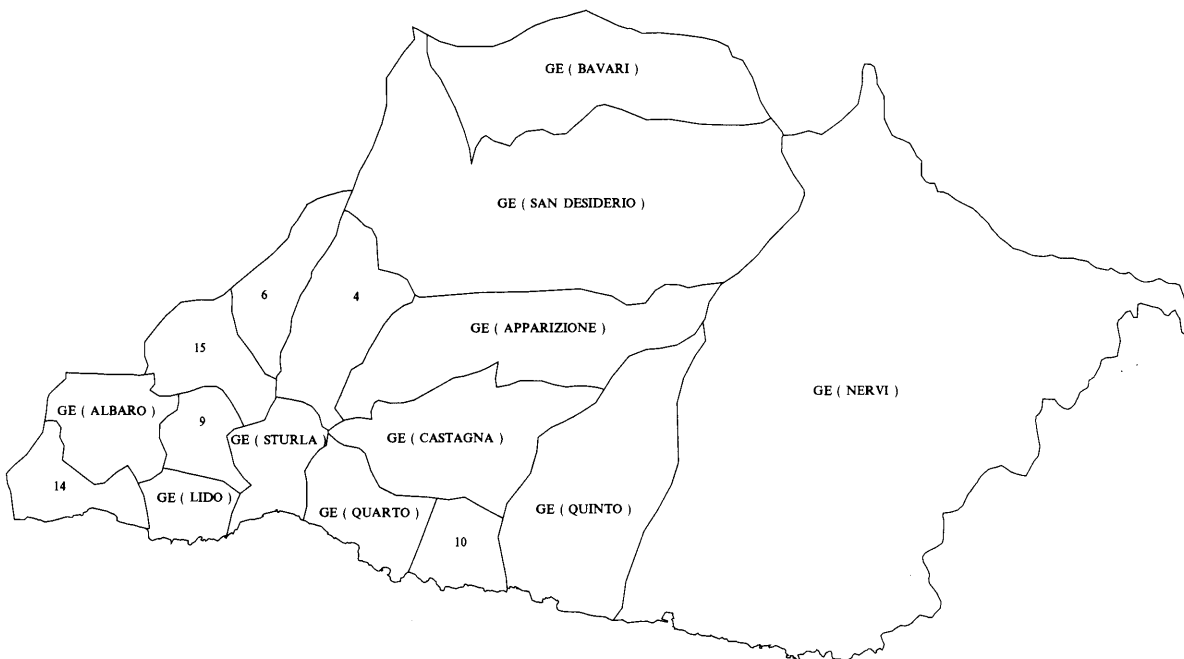 GE ( BAVARI )
GE ( SAN DESIDERIO )
6
4
GE ( APPARIZIONE )
15
GE ( NERVI )
GE ( ALBARO )
9
GE ( STURLA )
GE ( CASTAGNA )
14
GE ( LIDO )
GE ( QUARTO )
GE ( QUINTO )
10